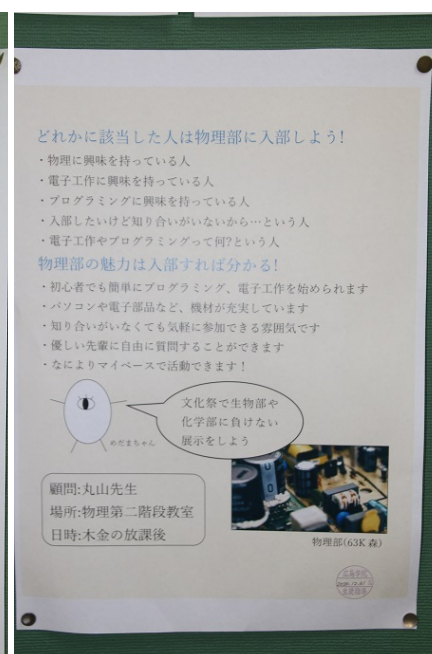 どれかに該当した人は物理部に入部しよう!
・物理に興味を持っている人
・電子工作に興味を持っている人
・プログラミングに興味を持っている人
・入部したいけど知り合いがいないから…という人
・電子工作やプログラミングって何?という人
物理部の魅力は入部すれば分かる!
・初心者でも簡単にプログラミング、電子工作を始められます
・パソコンや電子部品など、機材が充実しています
・知り合いがいなくても気軽に参加できる雰囲気です
・優しい先輩に自由に質問することができます
・なによりマイペースで活動できます!
文化祭で生物部や
化学部に負けない
展示をしよう
めだまちゃん
顧問:丸山先生
場所:物理第二階段教室
日時:木金の放課後
物理部(63K 森)